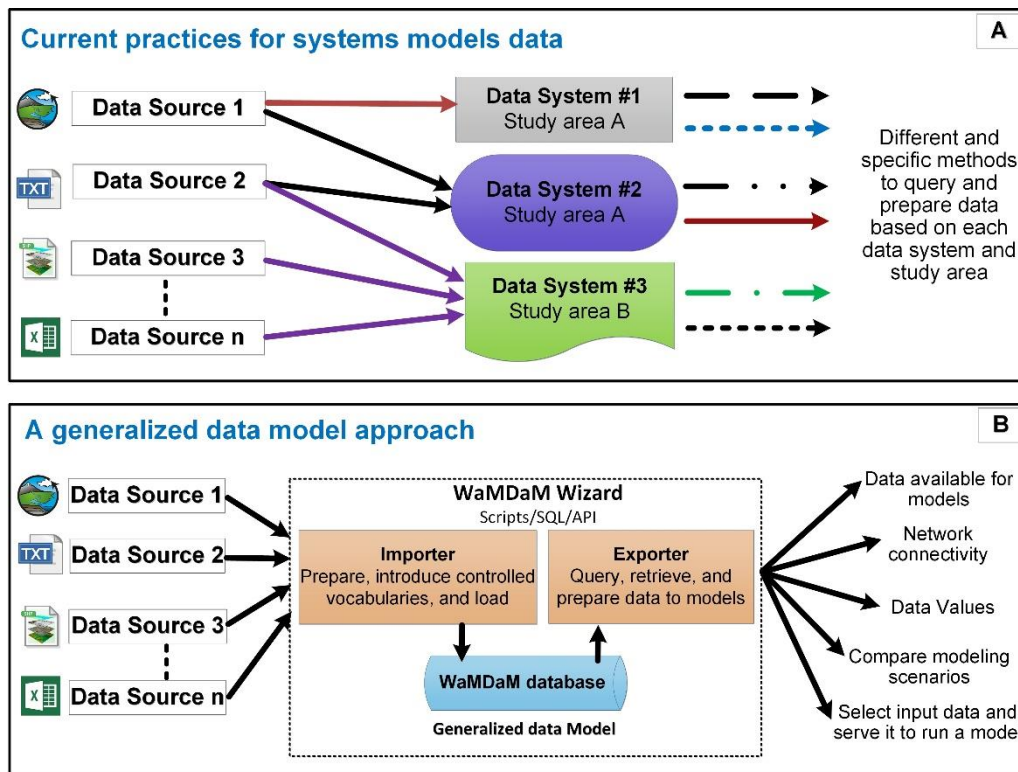 A
Current practices for systems models data
Data Source 1
TXT
Data Source 2
Data Source 3
X
Data Source n
Data System #1
Study area A
Data System #2
Study area A
Data System #3
Study area B
Different and
specific methods
to query and
prepare data
based on each
data system and
study area
B
A generalized data model approach
Data Source 1
TXT
Data Source 2
Data Source 3
X
Data Source n
WaMDaM Wizard
Scripts/SQL/API
Importer
Prepare, introduce controlled
vocabularies, and load
Exporter
Query, retrieve, and
prepare data to models
WaMDaM database
Generalized data Model
Data available for
models
Network
connectivity
Data Values
Compare modeling
scenarios
Select input data and
serve it to run a mode